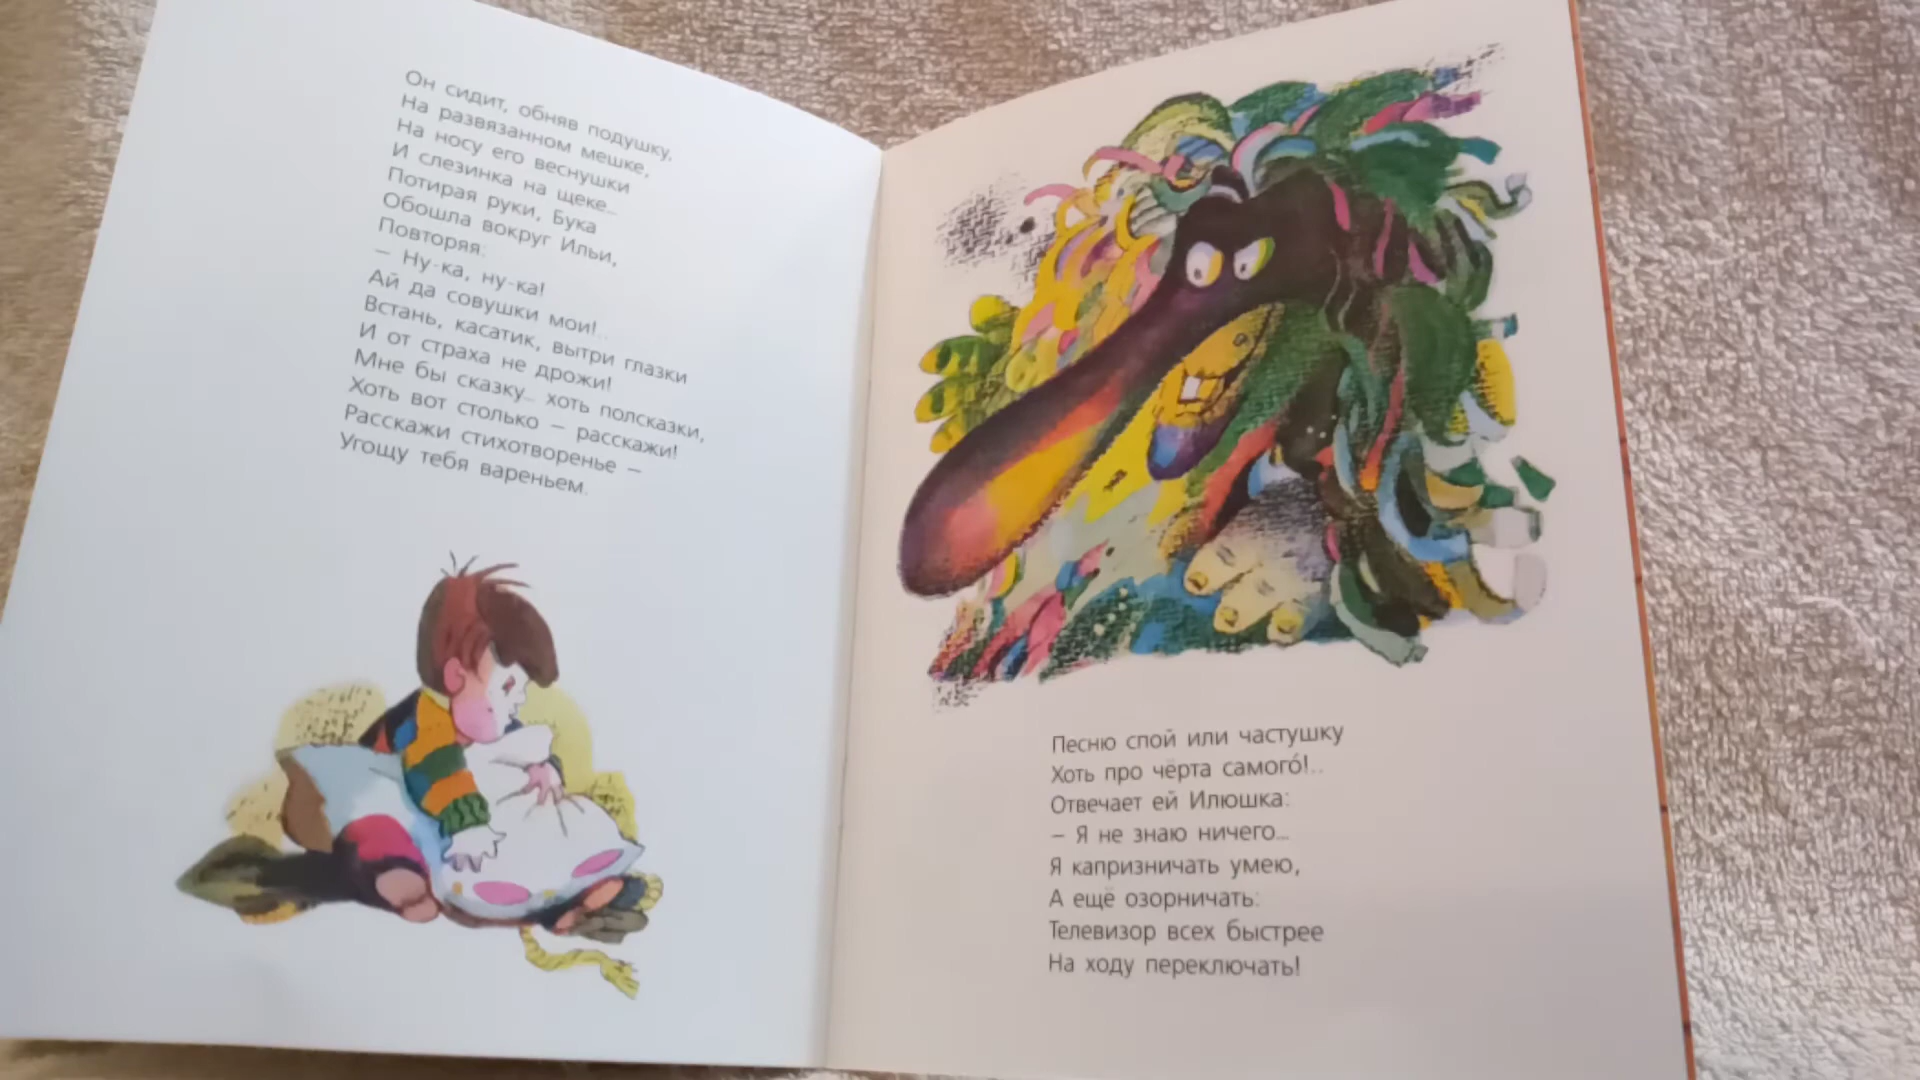 Он сидит, обняв подушку,
На развязанном мешке,
На носу его веснушки
И слезинка на щеке...
Потирая руки, Бука
Обошла вокруг Ильи,
Повторяя:
– Ну-ка, ну-ка!
Ай да совушки мои!..
Встань, касатик, вытри глазки
И от страха не дрожи!
Мне бы сказку... хоть полсказки,
Хоть вот столько – расскажи!
Расскажи стихотворенье –
Угощу тебя вареньем.
Песню спой или частушку
Хоть про чёрта самого́!..
Отвечает ей Илюшка:
– Я не знаю ничего...
Я капризничать умею,
А ещё озорничать:
Телевизор всех быстрее
На ходу переключать!